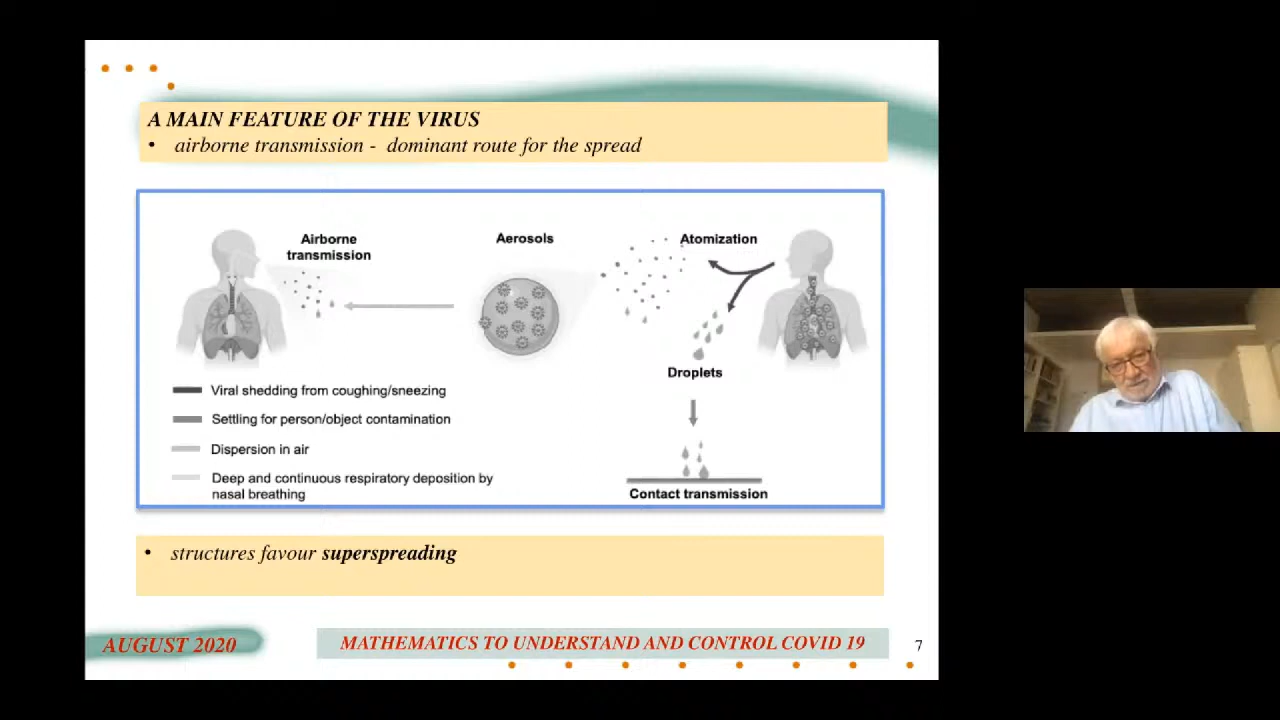 A MAIN FEATURE OF THE VIRUS
• airborne transmission - dominant route for the spread
Airborne
transmission
Aerosols
Atomization
Droplets
Viral shedding from coughing/sneezing
Settling for person/object contamination
Dispersion in air
Deep and continuous respiratory deposition by
nasal breathing
Contact transmission
• structures favour superspreading
AUGUST 2020
MATHEMATICS TO UNDERSTAND AND CONTROL COVID 19
7